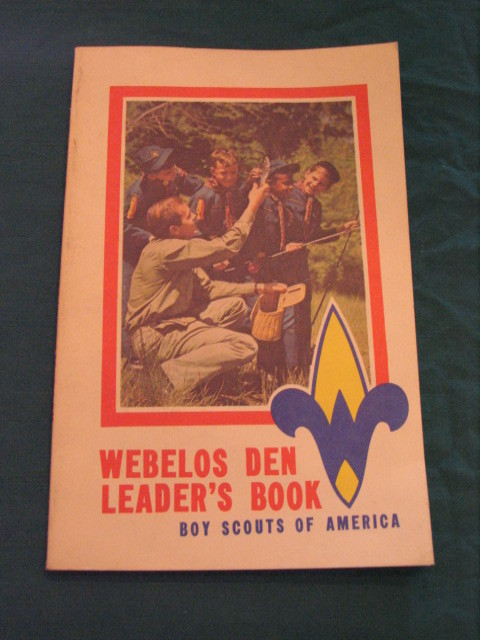 WEBELOS DEN
LEADER'S BOOK
BOY SCOUTS OF AMERICA